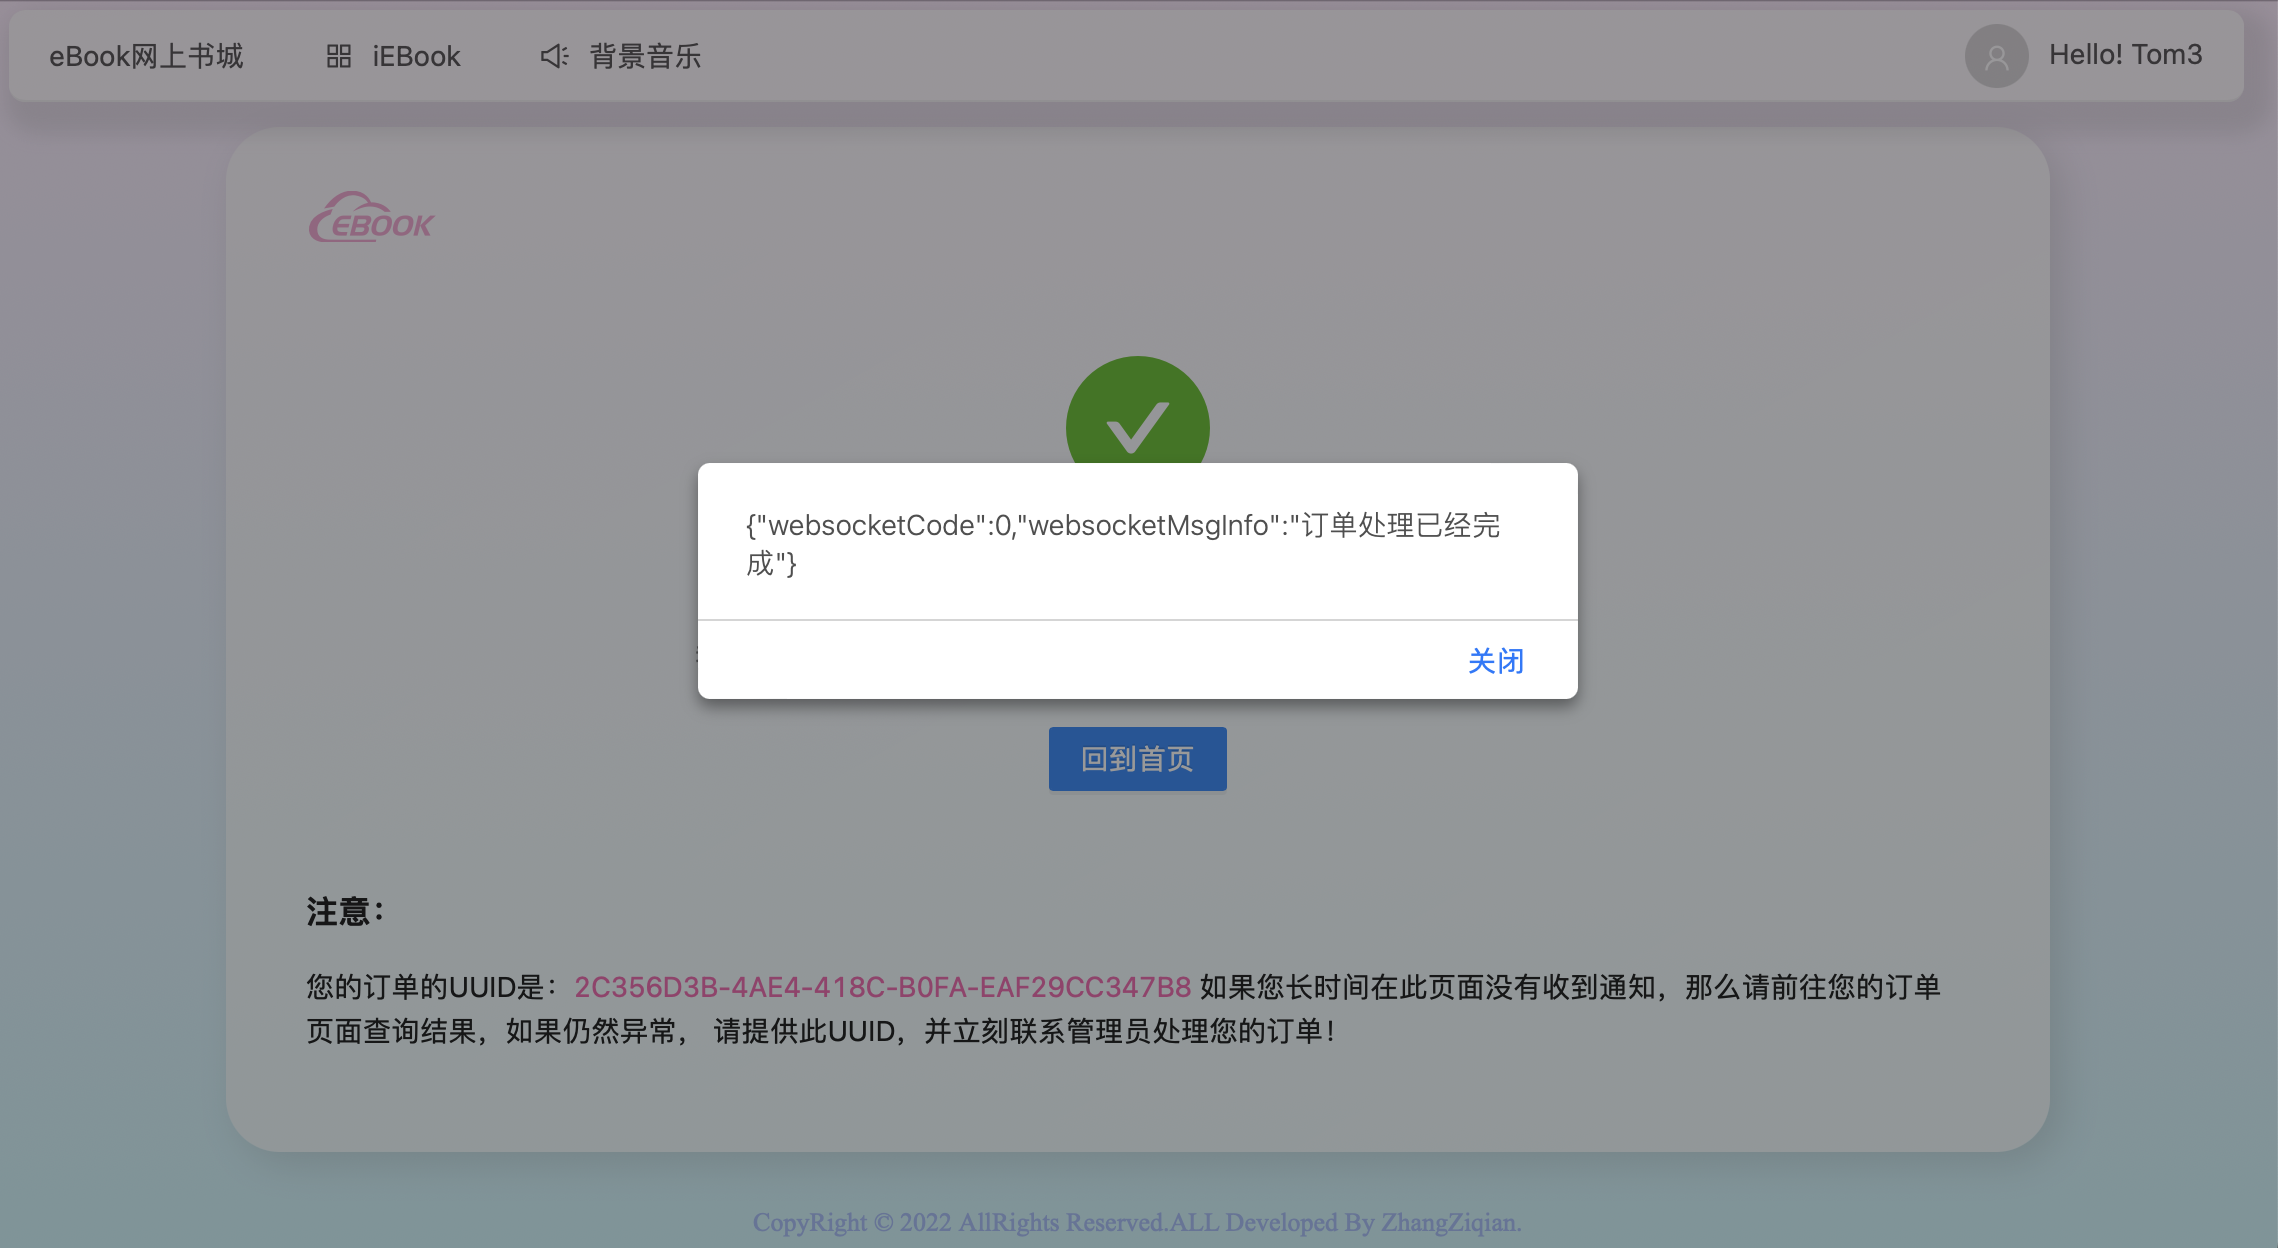 eBook网上书城 iEBook 背景音乐 Hello! Tom3
EBOOK
{"websocketCode":0,"websocketMsgInfo":"订单处理已经完
成"}
关闭
回到首页
注意：
您的订单的UUID是：2C356D3B-4AE4-418C-B0FA-EAF29CC347B8 如果您长时间在此页面没有收到通知，那么请前往您的订单
页面查询结果，如果仍然异常， 请提供此UUID，并立刻联系管理员处理您的订单！
CopyRight © 2022 AllRights Reserved.ALL Developed By ZhangZiqian.